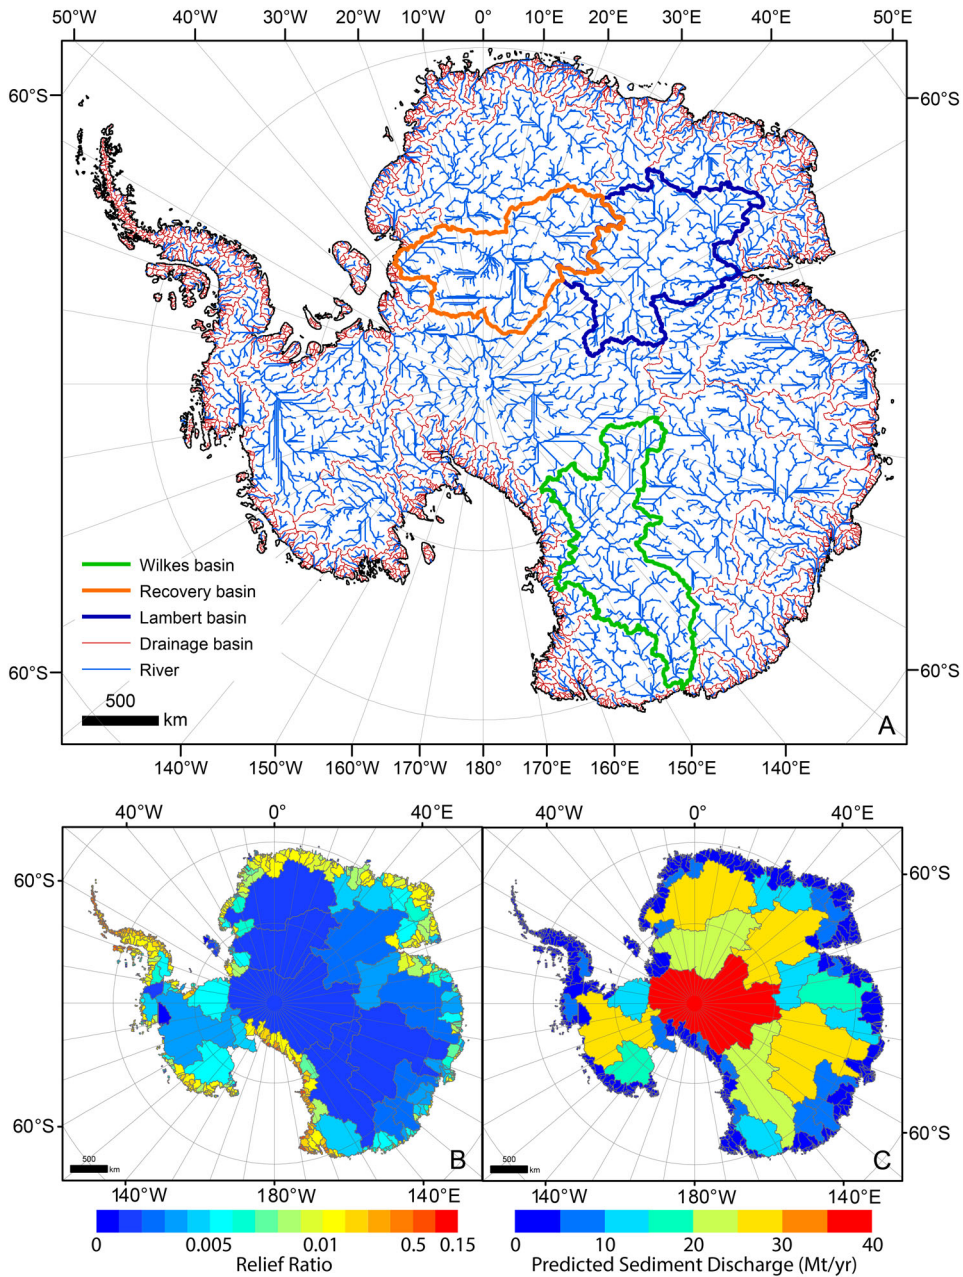 50°W 40°W 30°W 20°W 10°W 0° 10°E 20°E 30°E 40°E 50°E
60°S 60°S
Wilkes basin
Recovery basin
Lambert basin
Drainage basin
River
60°S 60°S
500
km
A
140°W 150°W 160°W 170°W 180° 170°E 160°E 150°E 140°E
40°W 0° 40°E 40°W 0° 40°E
60°S 60°S
60°S 60°S
500
km
B
500
km
C
140°W 180°W 140°E 140°W 180°W 140°E
0 0.005 0.01 0.5 0.15
Relief Ratio
0 10 20 30 40
Predicted Sediment Discharge (Mt/yr)